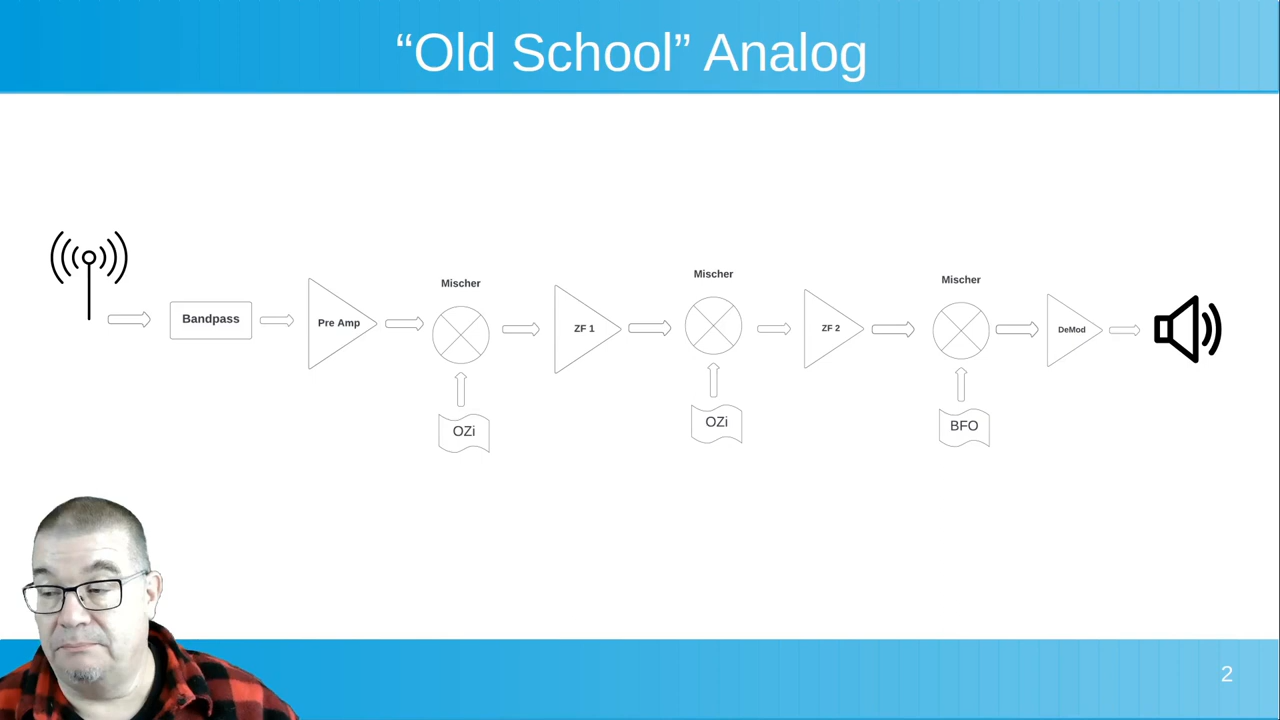 “Old School” Analog
Mischer
Mischer
Mischer
Bandpass
Pre Amp
ZF 1
ZF 2
DeMod
OZi
OZi
BFO
2